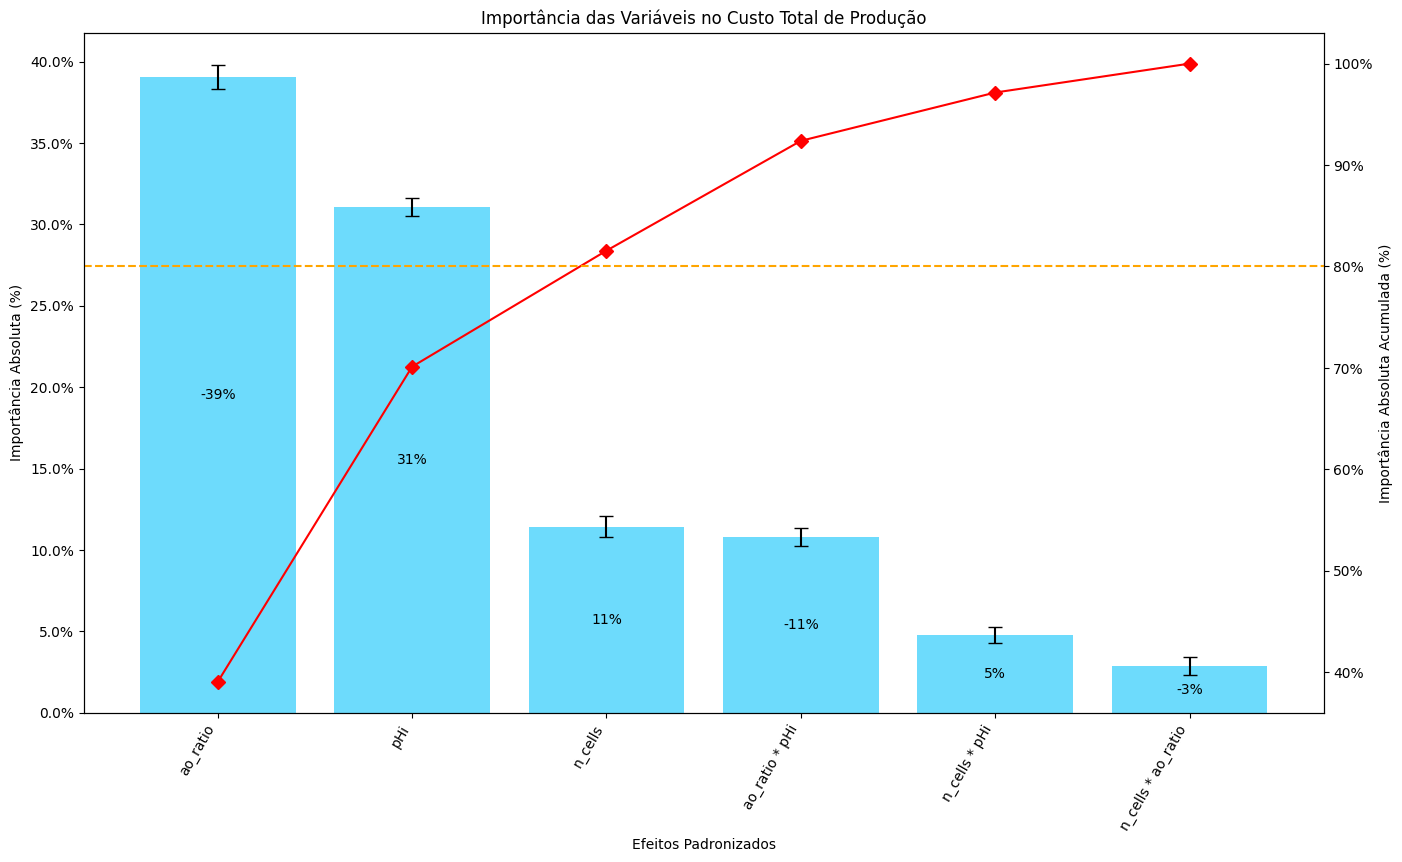 Importância das Variáveis no Custo Total de Produção
Importância Absoluta (%)
40.0%
35.0%
30.0%
25.0%
20.0%
15.0%
10.0%
5.0%
0.0%
-39%
31%
11%
-11%
5%
-3%
100%
90%
80%
70%
60%
50%
40%
Importância Absoluta Acumulada (%)
ao_ratio
pHi
n_cells
ao_ratio * pHi
n_cells * pHi
n_cells * ao_ratio
Efeitos Padronizados